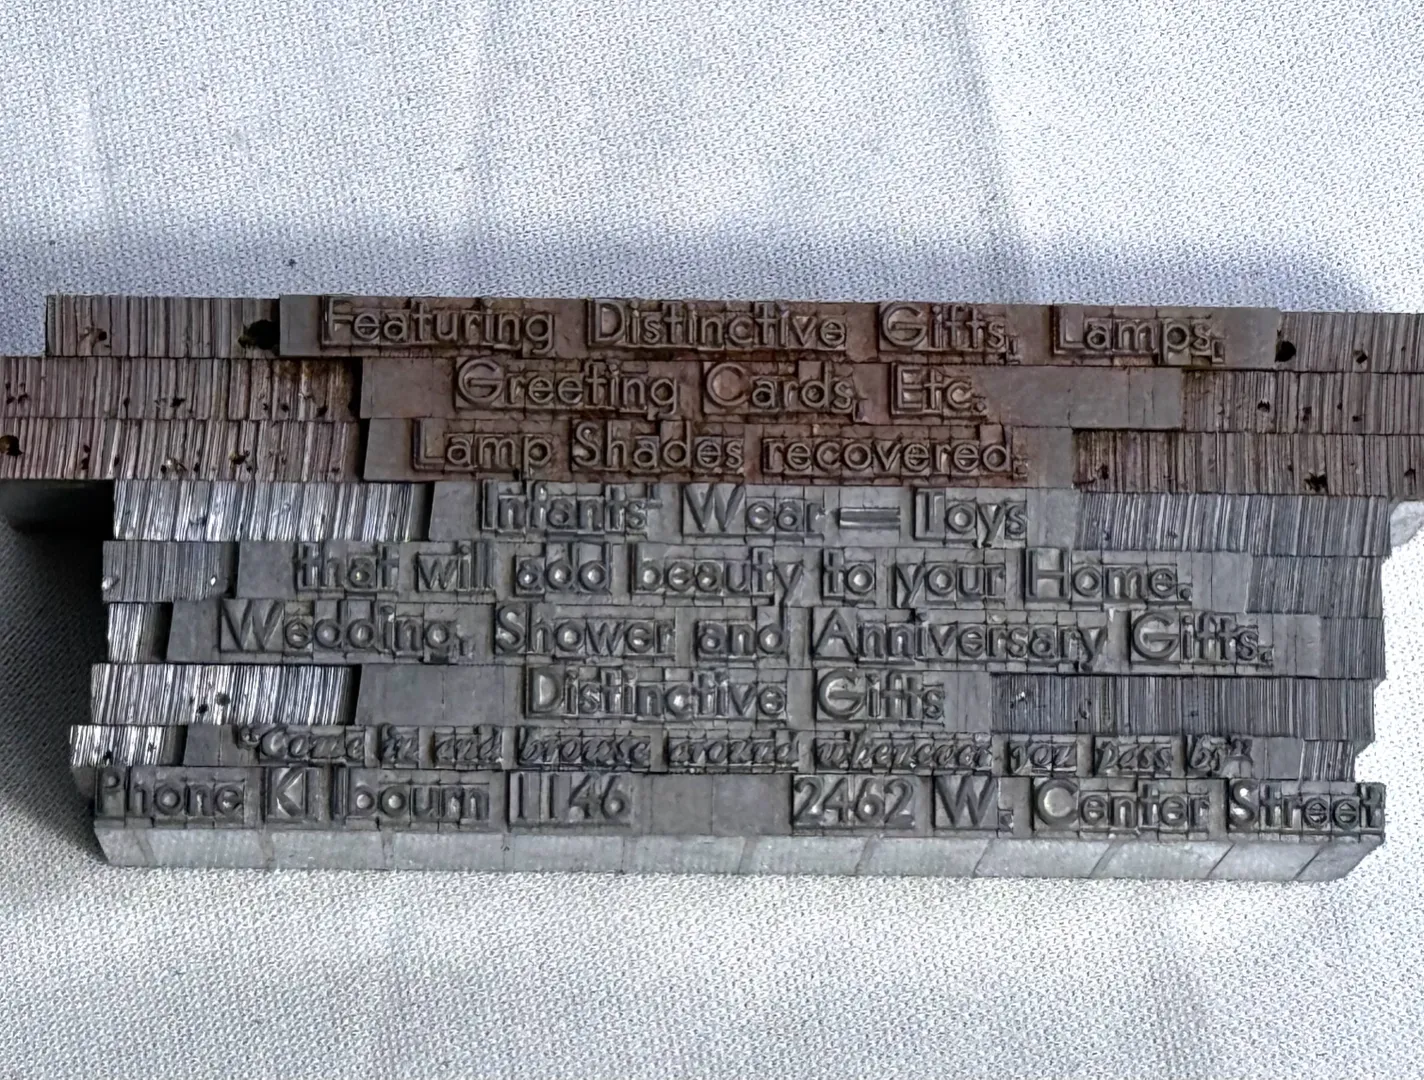 Featuring Distinctive Gifts, Lamps,
Greeting Cards, Etc.
Lamp Shades recovered.
Infants' Wear — Toys
that will add beauty to your Home.
Wedding, Shower and Anniversary Gifts.
Distinctive Gifts
"Come in and browse around whenever you pass by"
Phone Kilbourn 1146 2462 W. Center Street